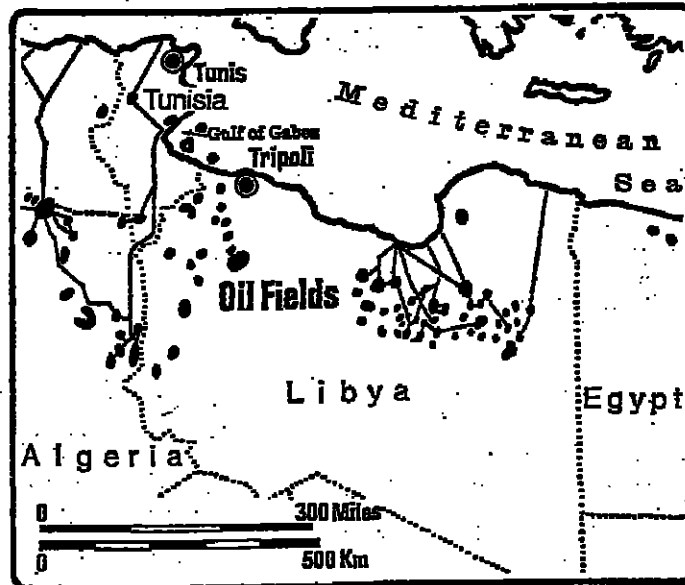 Tunis
Tunisia
Mediterranean
Sea
Gulf of Gabes
Tripoli
Oil Fields
Libya
Egypt
Algeria
0 300 Miles
0 500 Km